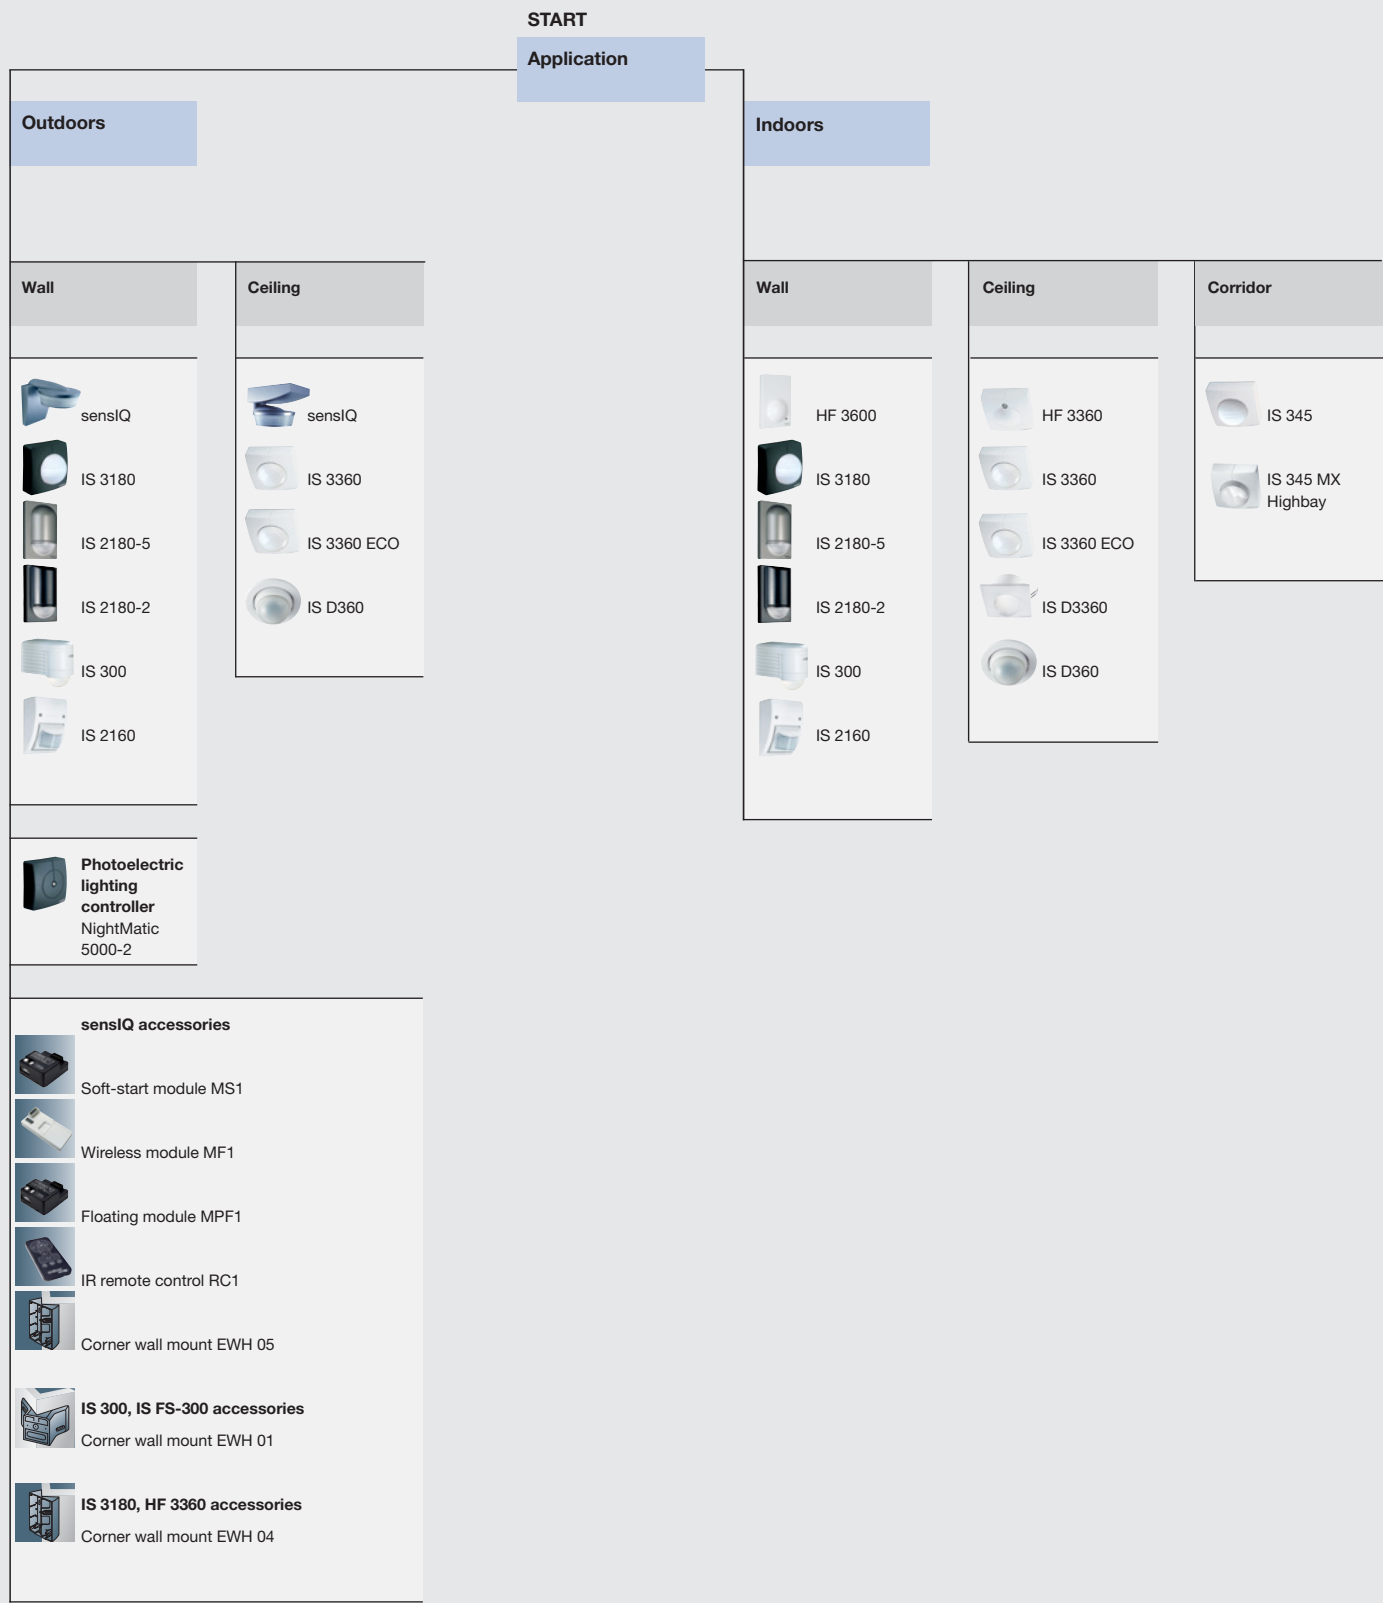 START
Application
Outdoors
Indoors
Wall
Ceiling
Wall
Ceiling
Corridor
sensIQ
IS 3180
IS 2180-5
IS 2180-2
IS 300
IS 2160
sensIQ
IS 3360
IS 3360 ECO
IS D360
HF 3600
IS 3180
IS 2180-5
IS 2180-2
IS 300
IS 2160
HF 3360
IS 3360
IS 3360 ECO
IS D3360
IS D360
IS 345
IS 345 MX
Highbay
Photoelectric
lighting
controller
NightMatic
5000-2
sensIQ accessories
Soft-start module MS1
Wireless module MF1
Floating module MPF1
IR remote control RC1
Corner wall mount EWH 05
IS 300, IS FS-300 accessories
Corner wall mount EWH 01
IS 3180, HF 3360 accessories
Corner wall mount EWH 04